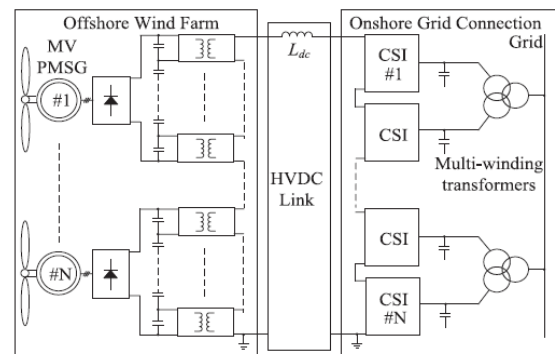 Offshore Wind Farm
Onshore Grid Connection
Grid
MV
PMSG
#1
L_dc
CSI
#1
CSI
Multi-winding
transformers
HVDC
Link
#N
CSI
CSI
#N